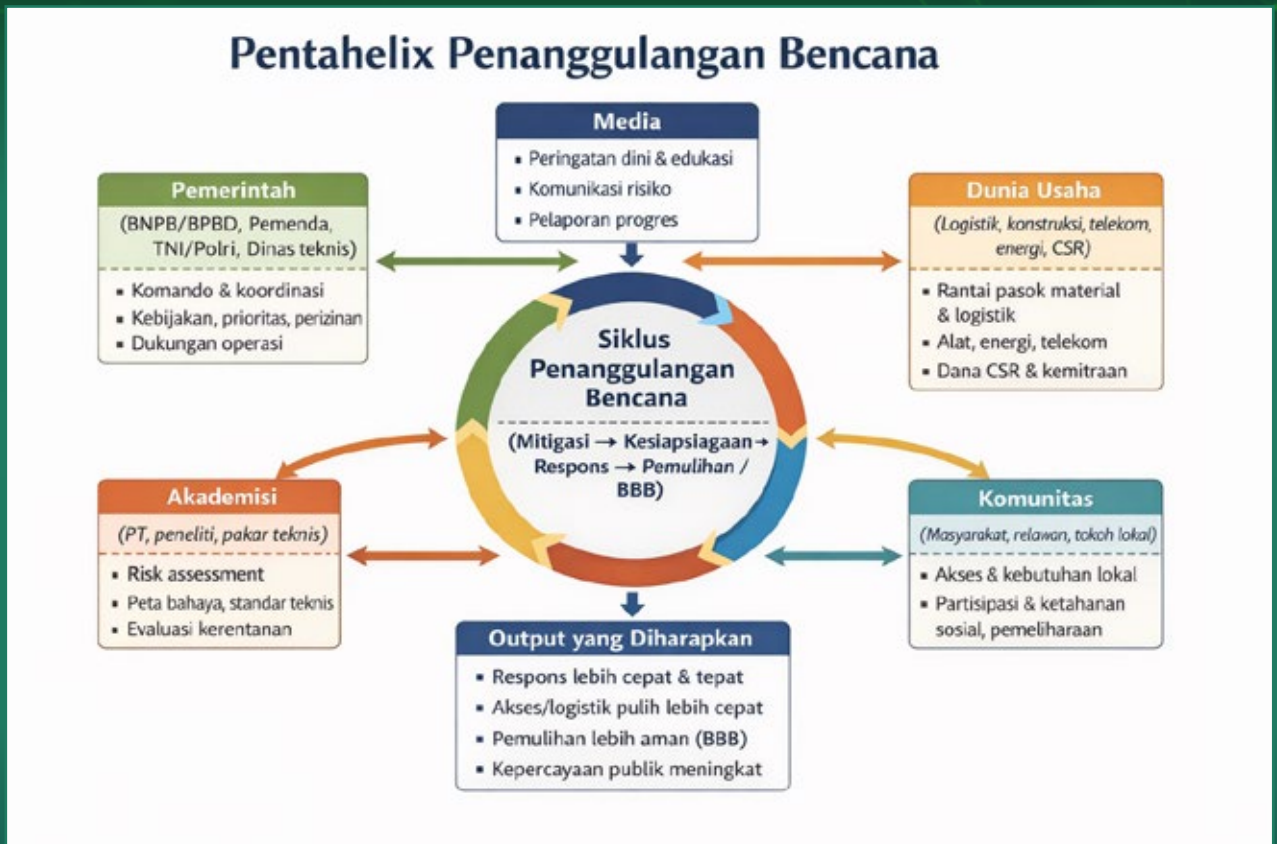 Pentahelix Penanggulangan Bencana
Media
▪ Peringatan dini & edukasi
▪ Komunikasi risiko
▪ Pelaporan progres
Pemerintah
(BNPB/BPBD, Pemenda,
TNI/Polri, Dinas teknis)
▪ Komando & koordinasi
▪ Kebijakan, prioritas, perizinan
▪ Dukungan operasi
Dunia Usaha
(Logistik, konstruksi, telekom,
energi, CSR)
▪ Rantai pasok material
& logistik
▪ Alat, energi, telekom
▪ Dana CSR & kemitraan
Siklus
Penanggulangan
Bencana
(Mitigasi → Kesiapsiagaan →
Respons → Pemulihan /
BBB)
Akademisi
(PT, peneliti, pakar teknis)
▪ Risk assessment
▪ Peta bahaya, standar teknis
▪ Evaluasi kerentanan
Komunitas
(Masyarakat, relawan, tokoh lokal)
▪ Akses & kebutuhan lokal
▪ Partisipasi & ketahanan
sosial, pemeliharaan
Output yang Diharapkan
▪ Respons lebih cepat & tepat
▪ Akses/logistik pulih lebih cepat
▪ Pemulihan lebih aman (BBB)
▪ Kepercayaan publik meningkat